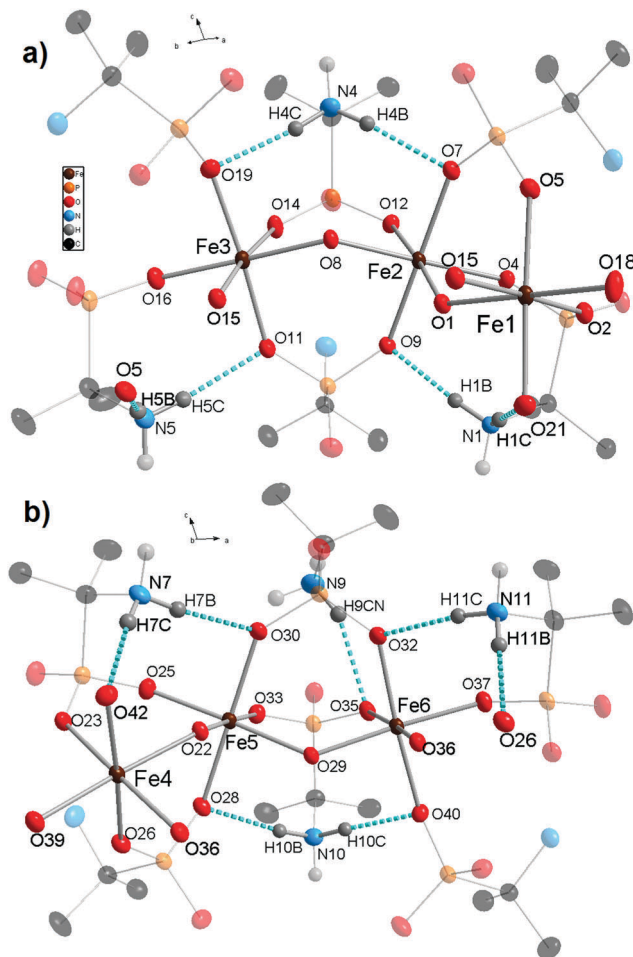 a)
c
b
a
N4
H4C
H4B
O19
O7
O5
Fe
P
O
N
H
C
O14
O12
Fe3
O8
Fe2
O15
O4
O18
O16
O15
O1
Fe1
O2
O11
O9
O5
H5B
H5C
N5
H1B
N1
H1C
O21
b)
c
b
a
N7
H7B
H7C
N9
H9CN
H11C
N11
H11B
O30
O32
O25
O42
O33
O35
Fe6
O37
O23
O22
Fe5
O29
O36
O26
Fe4
O28
O40
O39
O26
O36
H10B
N10
H10C